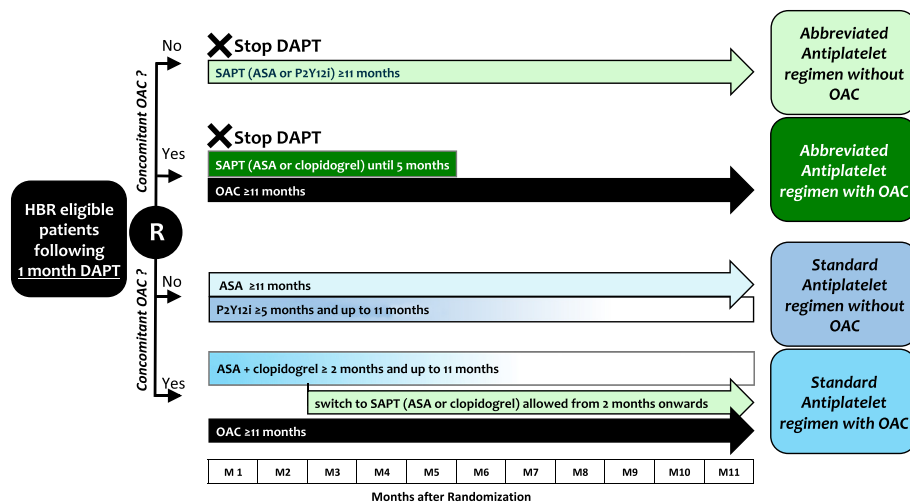 HBR eligible
patients
following
1 month DAPT
R
Concomitant OAC ?
No
Yes
Concomitant OAC ?
No
Yes
Stop DAPT
SAPT (ASA or P2Y12i) ≥11 months
Abbreviated
Antiplatelet
regimen without
OAC
Stop DAPT
SAPT (ASA or clopidogrel) until 5 months
OAC ≥11 months
Abbreviated
Antiplatelet
regimen with OAC
ASA ≥11 months
P2Y12i ≥5 months and up to 11 months
Standard
Antiplatelet
regimen without
OAC
ASA + clopidogrel ≥ 2 months and up to 11 months
switch to SAPT (ASA or clopidogrel) allowed from 2 months onwards
OAC ≥11 months
Standard
Antiplatelet
regimen with OAC
M 1 M2 M3 M4 M5 M6 M7 M8 M9 M10 M11
Months after Randomization